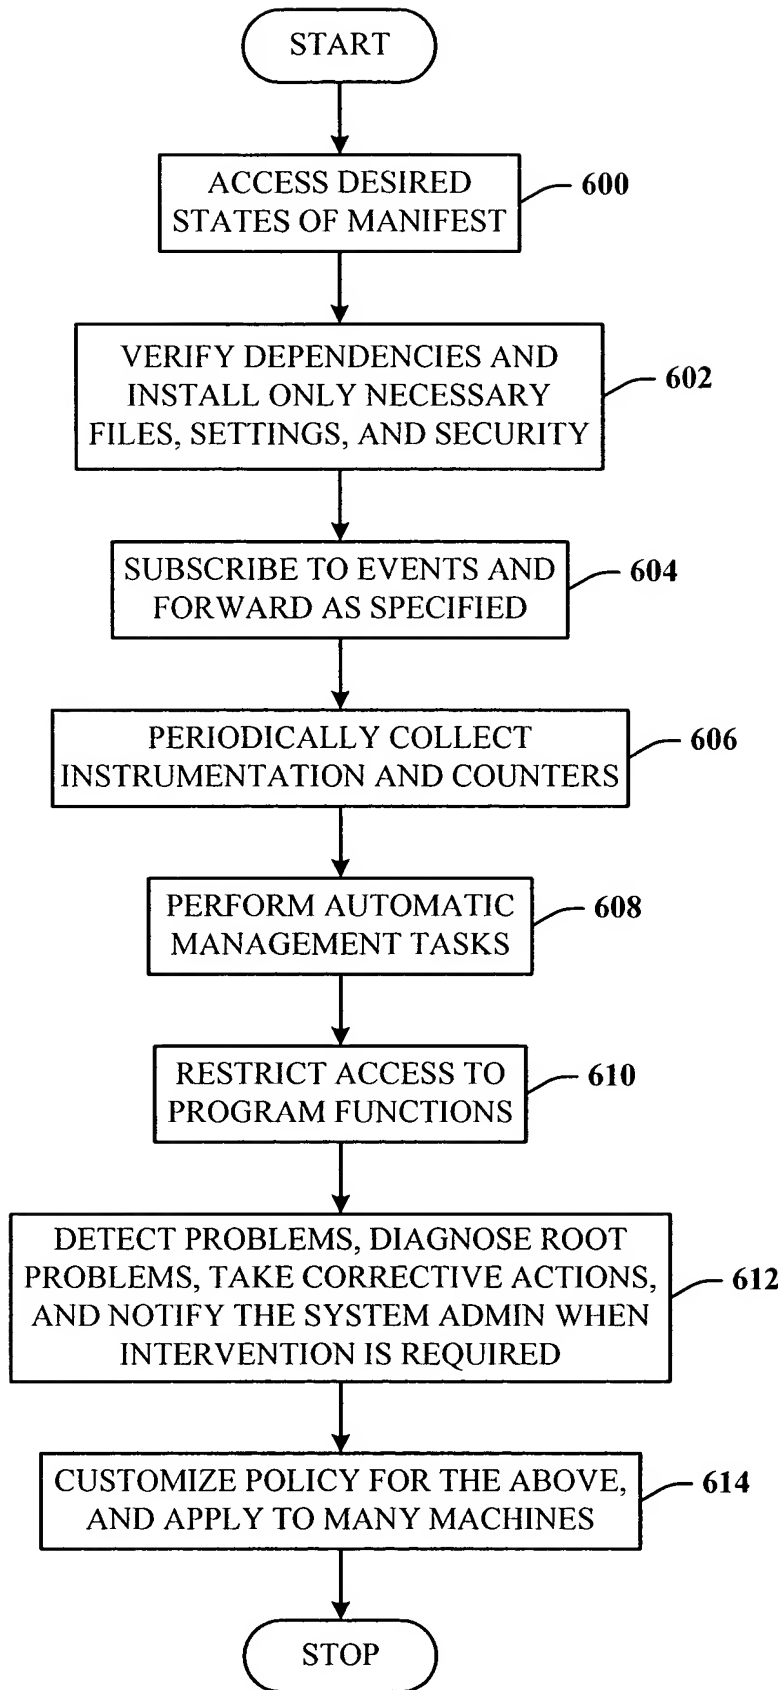 START
ACCESS DESIRED
STATES OF MANIFEST
600
VERIFY DEPENDENCIES AND
INSTALL ONLY NECESSARY
FILES, SETTINGS, AND SECURITY
602
SUBSCRIBE TO EVENTS AND
FORWARD AS SPECIFIED
604
PERIODICALLY COLLECT
INSTRUMENTATION AND COUNTERS
606
PERFORM AUTOMATIC
MANAGEMENT TASKS
608
RESTRICT ACCESS TO
PROGRAM FUNCTIONS
610
DETECT PROBLEMS, DIAGNOSE ROOT
PROBLEMS, TAKE CORRECTIVE ACTIONS,
AND NOTIFY THE SYSTEM ADMIN WHEN
INTERVENTION IS REQUIRED
612
CUSTOMIZE POLICY FOR THE ABOVE,
AND APPLY TO MANY MACHINES
614
STOP